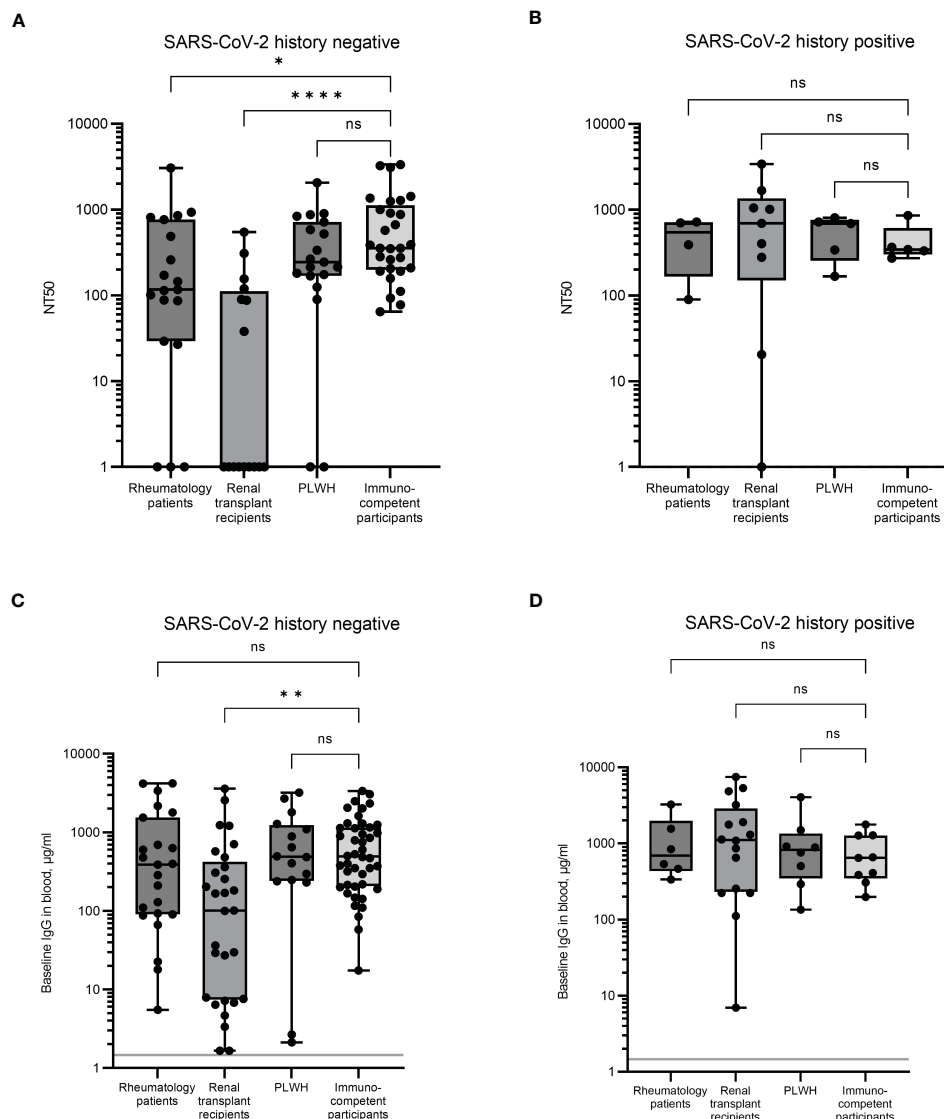 A
SARS-CoV-2 history negative
*
* * * *
ns
10000
1000
100
10
1
NT50
Rheumatology
patients
Renal
transplant
recipients
PLWH
Immuno-
competent
participants
B
SARS-CoV-2 history positive
ns
ns
ns
10000
1000
100
10
1
NT50
Rheumatology
patients
Renal
transplant
recipients
PLWH
Immuno-
competent
participants
C
SARS-CoV-2 history negative
ns
* *
ns
10000
1000
100
10
1
Baseline IgG in blood, µg/ml
Rheumatology
patients
Renal
transplant
recipients
PLWH
Immuno-
competent
participants
D
SARS-CoV-2 history positive
ns
ns
ns
10000
1000
100
10
1
Baseline IgG in blood, µg/ml
Rheumatology
patients
Renal
transplant
recipients
PLWH
Immuno-
competent
participants